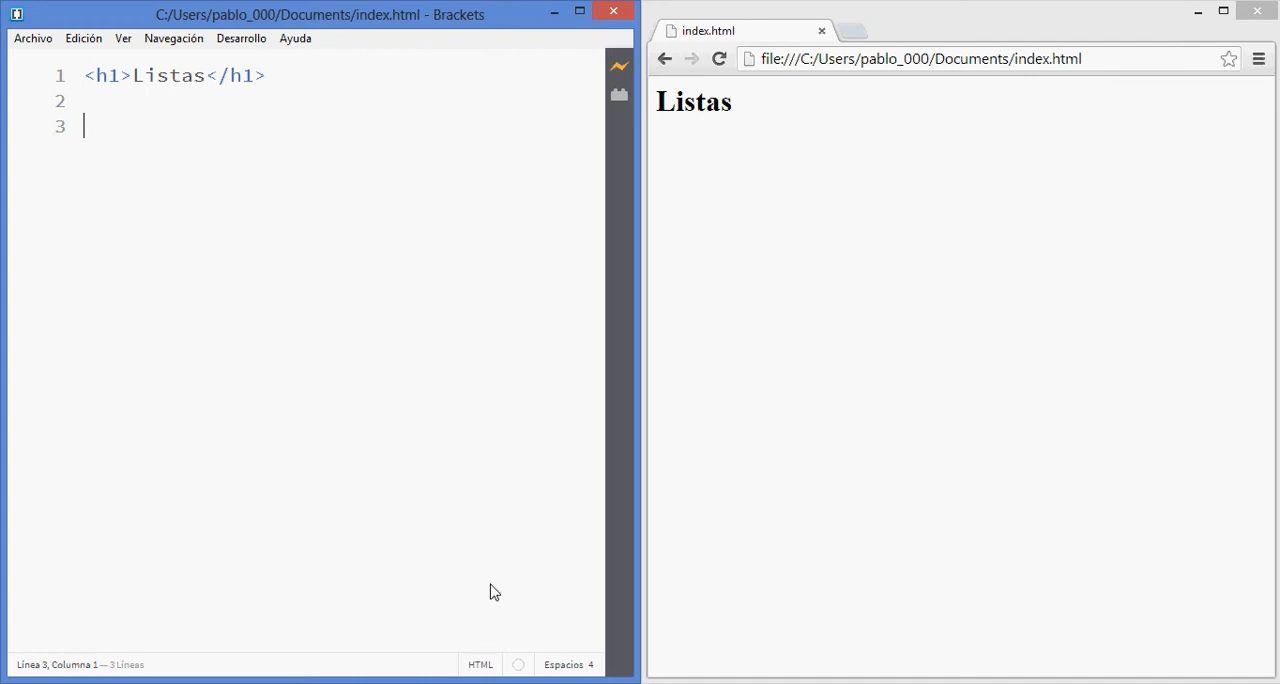 C:/Users/pablo_000/Documents/index.html - Brackets
Archivo Edición Ver Navegación Desarrollo Ayuda
1 <h1>Listas</h1>
2
3
Línea 3, Columna 1 — 3 Líneas HTML Espacios 4
index.html
file:///C:/Users/pablo_000/Documents/index.html
Listas